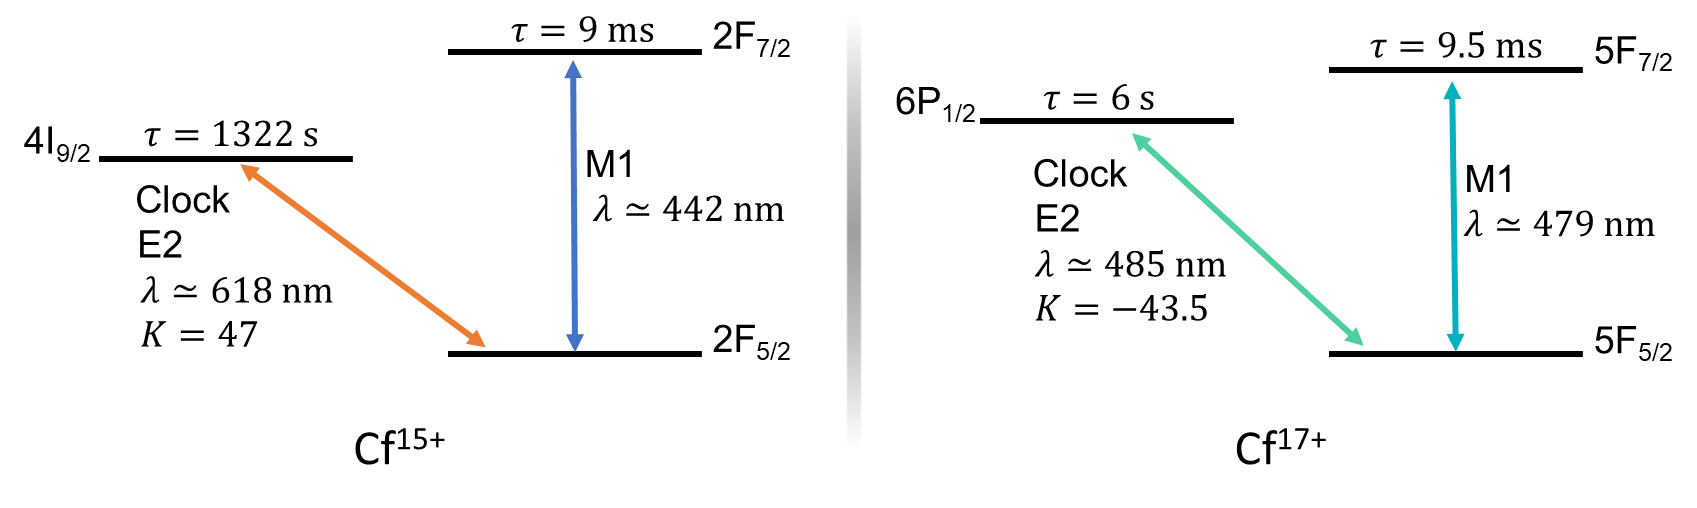 τ = 9 ms
2F7/2
4I9/2
τ = 1322 s
Clock
E2
λ ≃ 618 nm
K = 47
M1
λ ≃ 442 nm
2F5/2
Cf15+
τ = 9.5 ms
5F7/2
6P1/2
τ = 6 s
Clock
E2
λ ≃ 485 nm
K = −43.5
M1
λ ≃ 479 nm
5F5/2
Cf17+